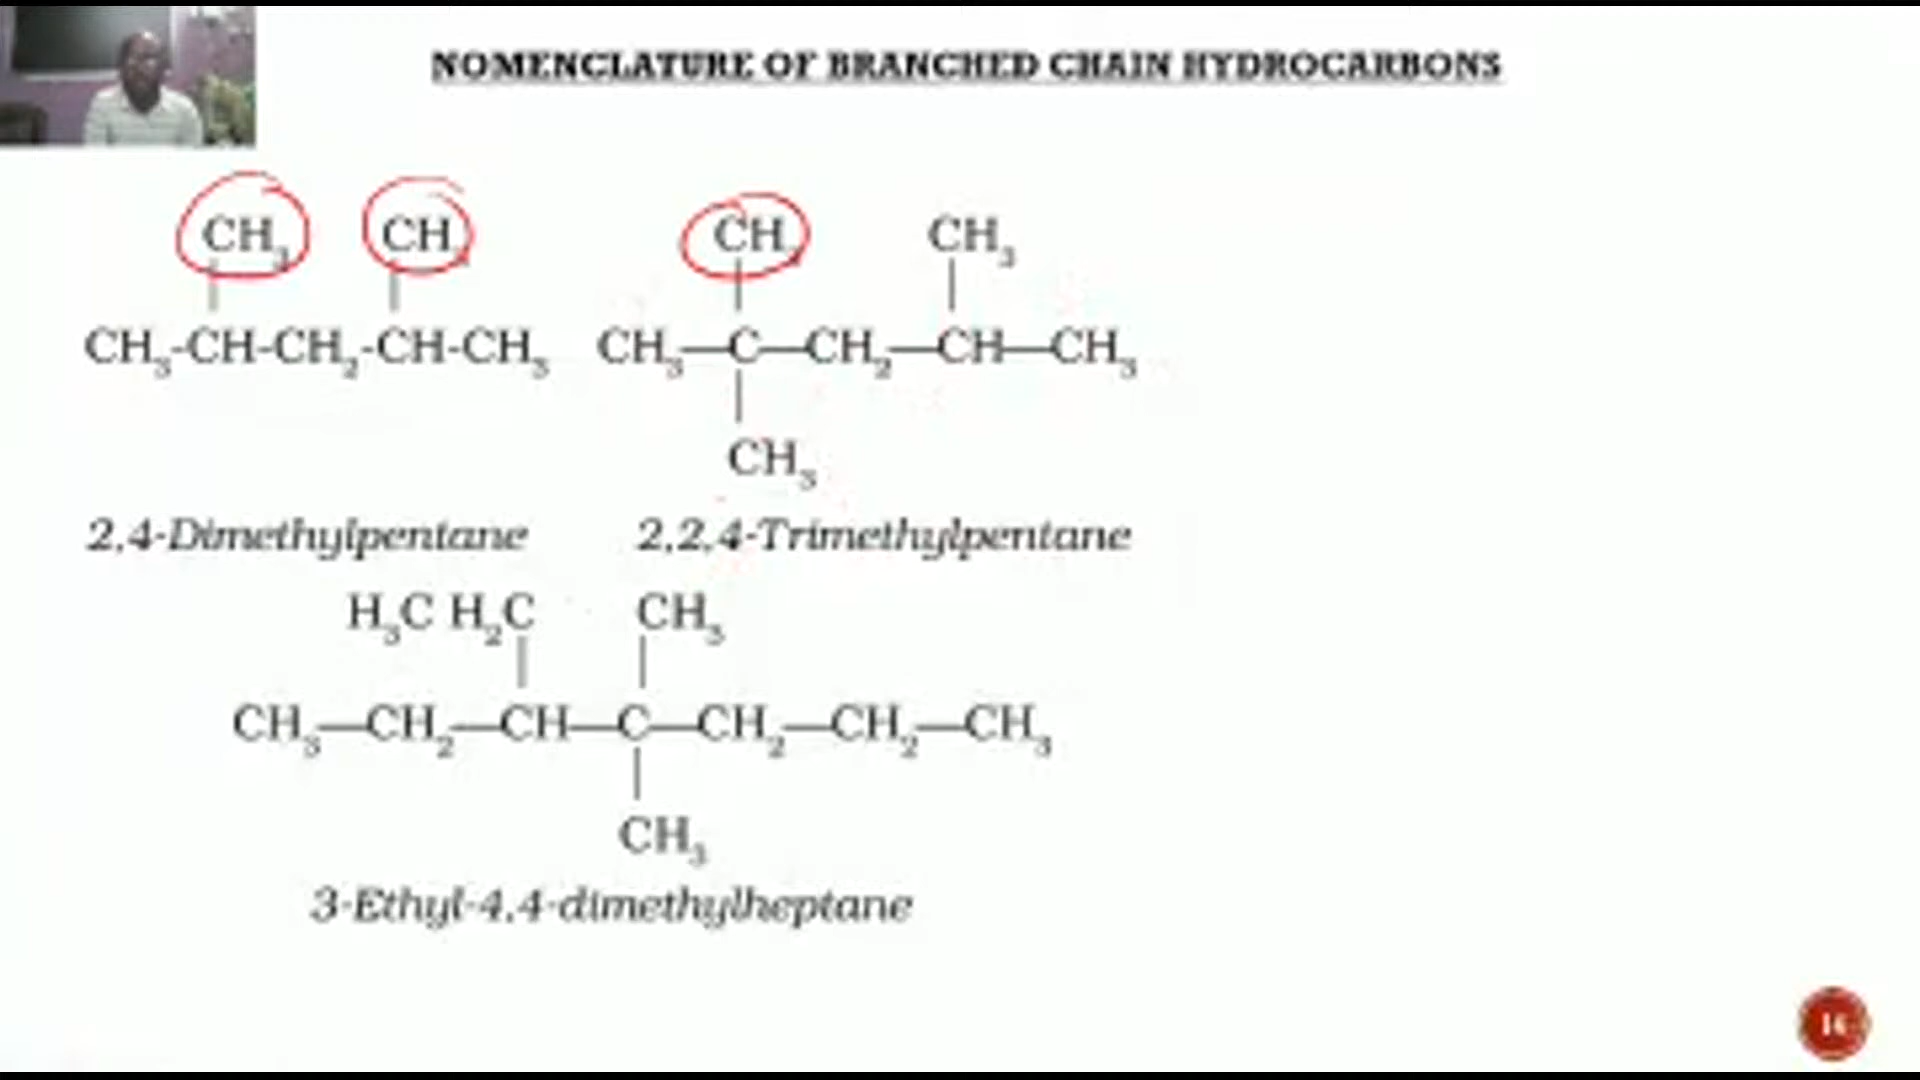 NOMENCLATURE OF BRANCHED CHAIN HYDROCARBONS
CH₃ CH
CH₃-CH-CH₂-CH-CH₃
CH CH₃
CH₃—C—CH₂—CH—CH₃
CH₃
2,4-Dimethylpentane
2,2,4-Trimethylpentane
H₃C H₂C CH₃
CH₃—CH₂—CH—C—CH₂—CH₂—CH₃
CH₃
3-Ethyl-4,4-dimethylheptane